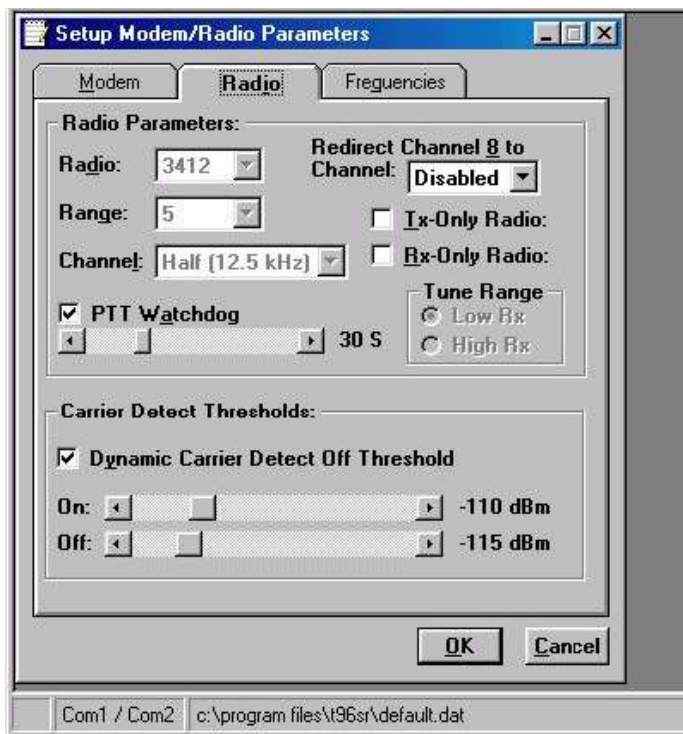 Setup Modem/Radio Parameters
Modem
Radio
Freguencies
Radio Parameters:
Radio: 3412
Redirect Channel 8 to
Channel: Disabled
Range: 5
Tx-Only Radio:
Channel: Half (12.5 kHz)
Rx-Only Radio:
PTT Watchdog
30 S
Tune Range
Low Rx
High Rx
Carrier Detect Thresholds:
Dynamic Carrier Detect Off Threshold
On: -110 dBm
Off: -115 dBm
OK
Cancel
Com1 / Com2 c:\program files\t96sr\default.dat